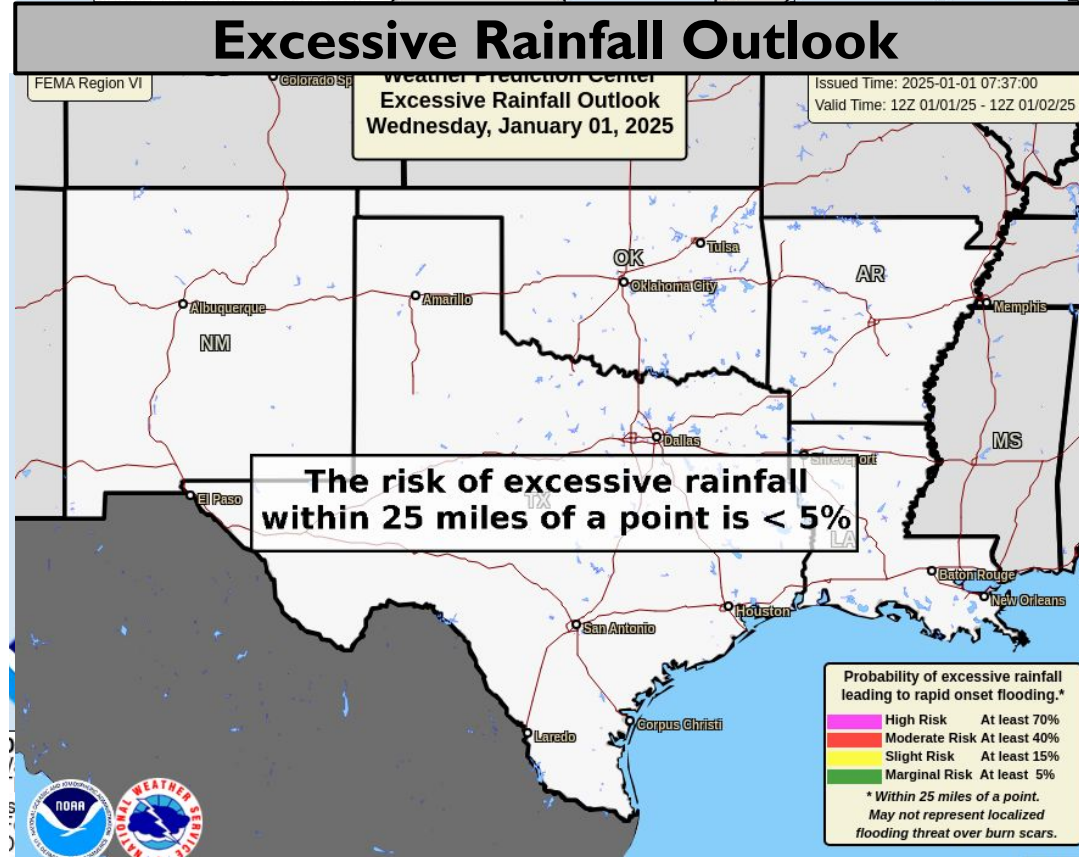 Excessive Rainfall Outlook
FEMA Region VI
Colorado Sp
Weather Prediction Center
Excessive Rainfall Outlook
Wednesday, January 01, 2025
Issued Time: 2025-01-01 07:37:00
Valid Time: 12Z 01/01/25 - 12Z 01/02/25
OK
Tulsa
AR
Oklahoma City
Amarillo
Albuquerque
Memphis
NM
Dallas
MS
Shreveport
The risk of excessive rainfall
within 25 miles of a point is < 5%
El Paso
TX
LA
Baton Rouge
New Orleans
Houston
San Antonio
Corpus Christi
Laredo
Probability of excessive rainfall
leading to rapid onset flooding.*
High Risk At least 70%
Moderate Risk At least 40%
Slight Risk At least 15%
Marginal Risk At least 5%
* Within 25 miles of a point.
May not represent localized
flooding threat over burn scars.
NOAA
NATIONAL WEATHER SERVICE